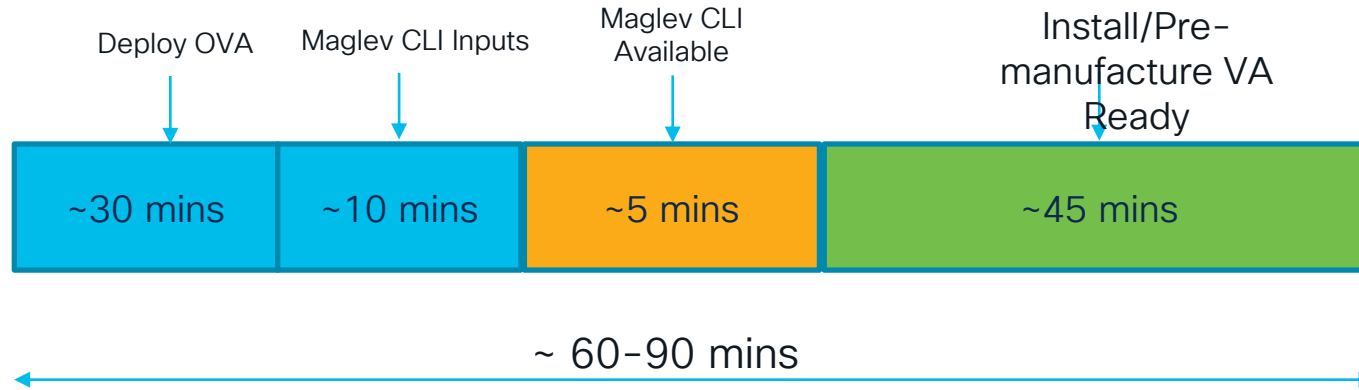 Deploy OVA
Maglev CLI Inputs
Maglev CLI
Available
Install/Pre-
manufacture VA
Ready
~30 mins
~10 mins
~5 mins
~45 mins
~ 60-90 mins